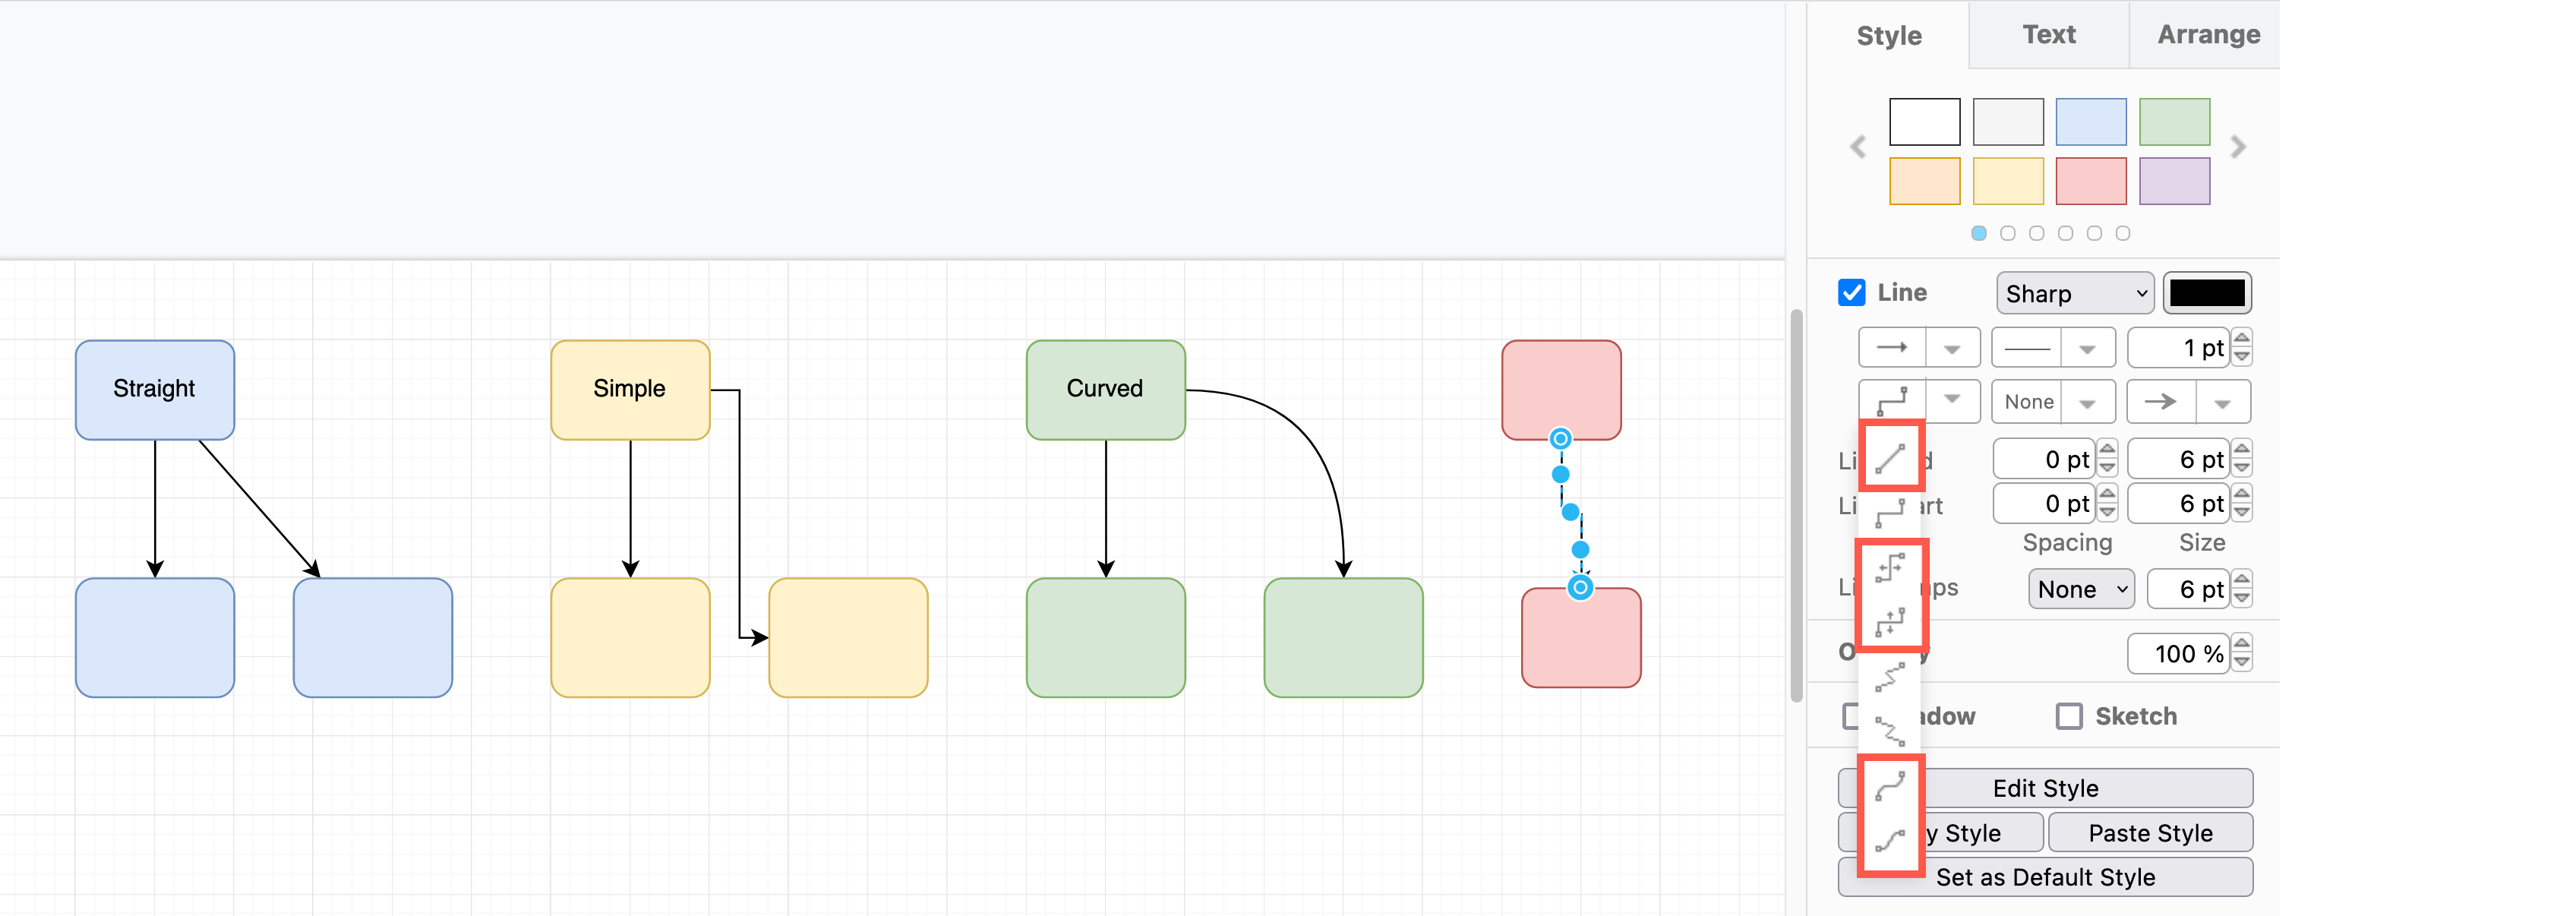 Style Text Arrange
Line Sharp
1 pt
None
Li d 0 pt 6 pt
Li art 0 pt 6 pt
Spacing Size
Li ps None 6 pt
O y 100 %
adow Sketch
Edit Style
y Style Paste Style
Set as Default Style
Straight
Simple
Curved